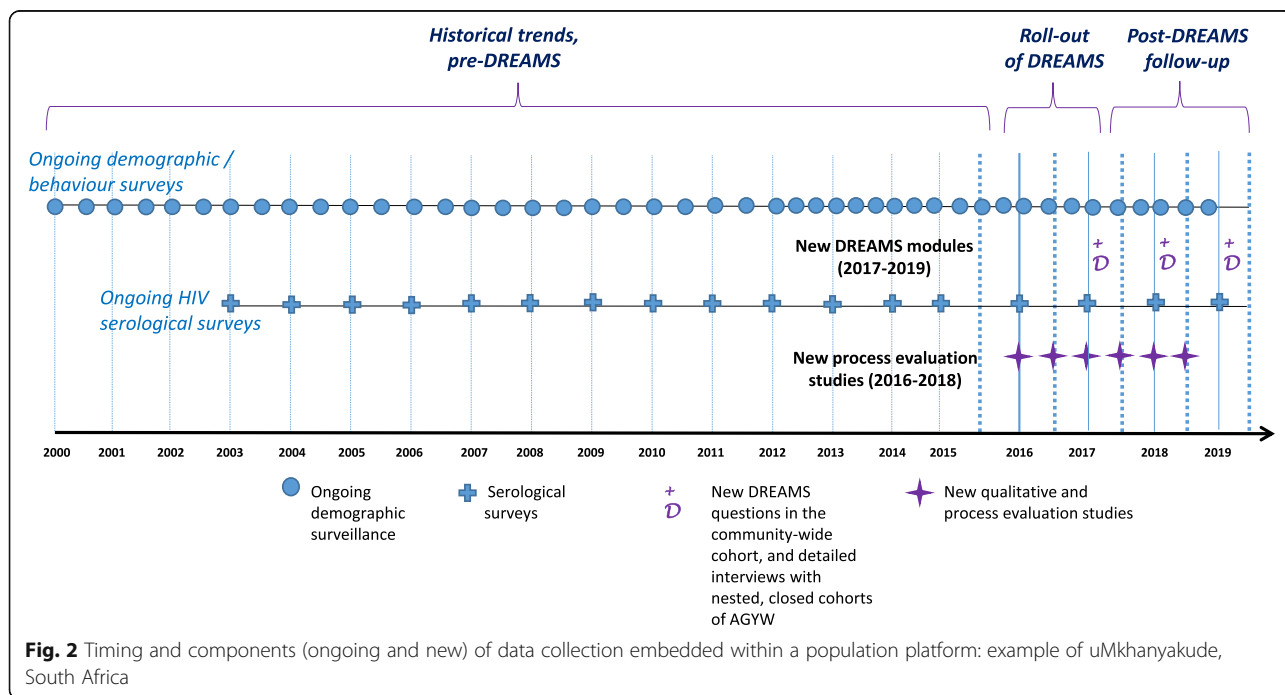 Historical trends,
pre-DREAMS
Roll-out
of DREAMS
Post-DREAMS
follow-up
Ongoing demographic /
behaviour surveys
New DREAMS modules
(2017-2019)
+
D
+
D
+
D
Ongoing HIV
serological surveys
New process evaluation
studies (2016-2018)
2000 2001 2002 2003 2004 2005 2006 2007 2008 2009 2010 2011 2012 2013 2014 2015 2016 2017 2018 2019
Ongoing
demographic
surveillance
Serological
surveys
+
D
New DREAMS
questions in the
community-wide
cohort, and detailed
interviews with
nested, closed cohorts
of AGYW
New qualitative and
process evaluation studies
Fig. 2 Timing and components (ongoing and new) of data collection embedded within a population platform: example of uMkhanyakude,
South Africa